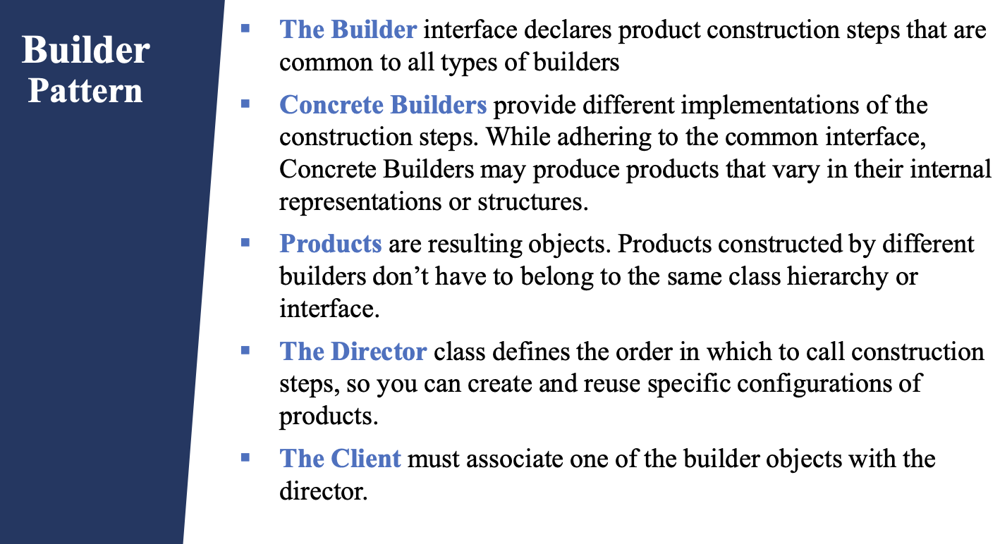 Builder
Pattern
▪ The Builder interface declares product construction steps that are
common to all types of builders
▪ Concrete Builders provide different implementations of the
construction steps. While adhering to the common interface,
Concrete Builders may produce products that vary in their internal
representations or structures.
▪ Products are resulting objects. Products constructed by different
builders don’t have to belong to the same class hierarchy or
interface.
▪ The Director class defines the order in which to call construction
steps, so you can create and reuse specific configurations of
products.
▪ The Client must associate one of the builder objects with the
director.